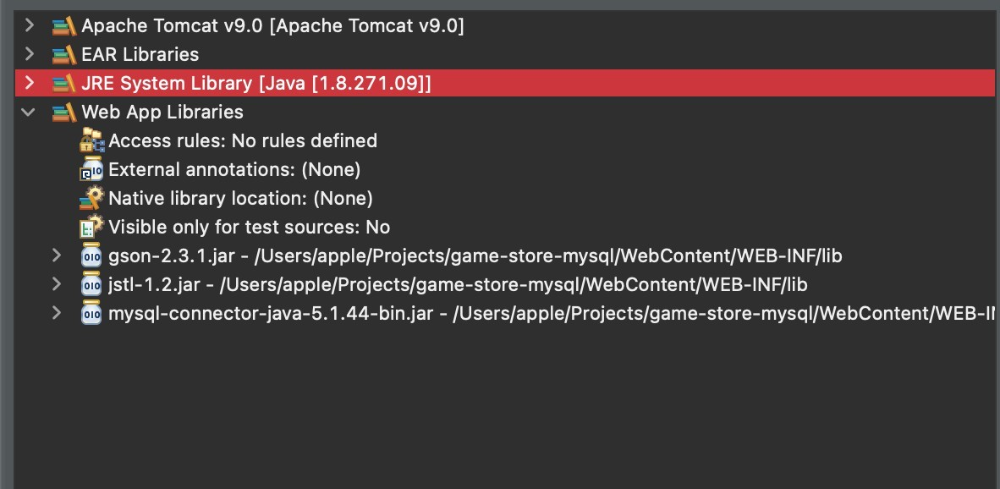 Apache Tomcat v9.0 [Apache Tomcat v9.0]
EAR Libraries
JRE System Library [Java [1.8.271.09]]
Web App Libraries
Access rules: No rules defined
External annotations: (None)
Native library location: (None)
Visible only for test sources: No
gson-2.3.1.jar - /Users/apple/Projects/game-store-mysql/WebContent/WEB-INF/lib
jstl-1.2.jar - /Users/apple/Projects/game-store-mysql/WebContent/WEB-INF/lib
mysql-connector-java-5.1.44-bin.jar - /Users/apple/Projects/game-store-mysql/WebContent/WEB-I